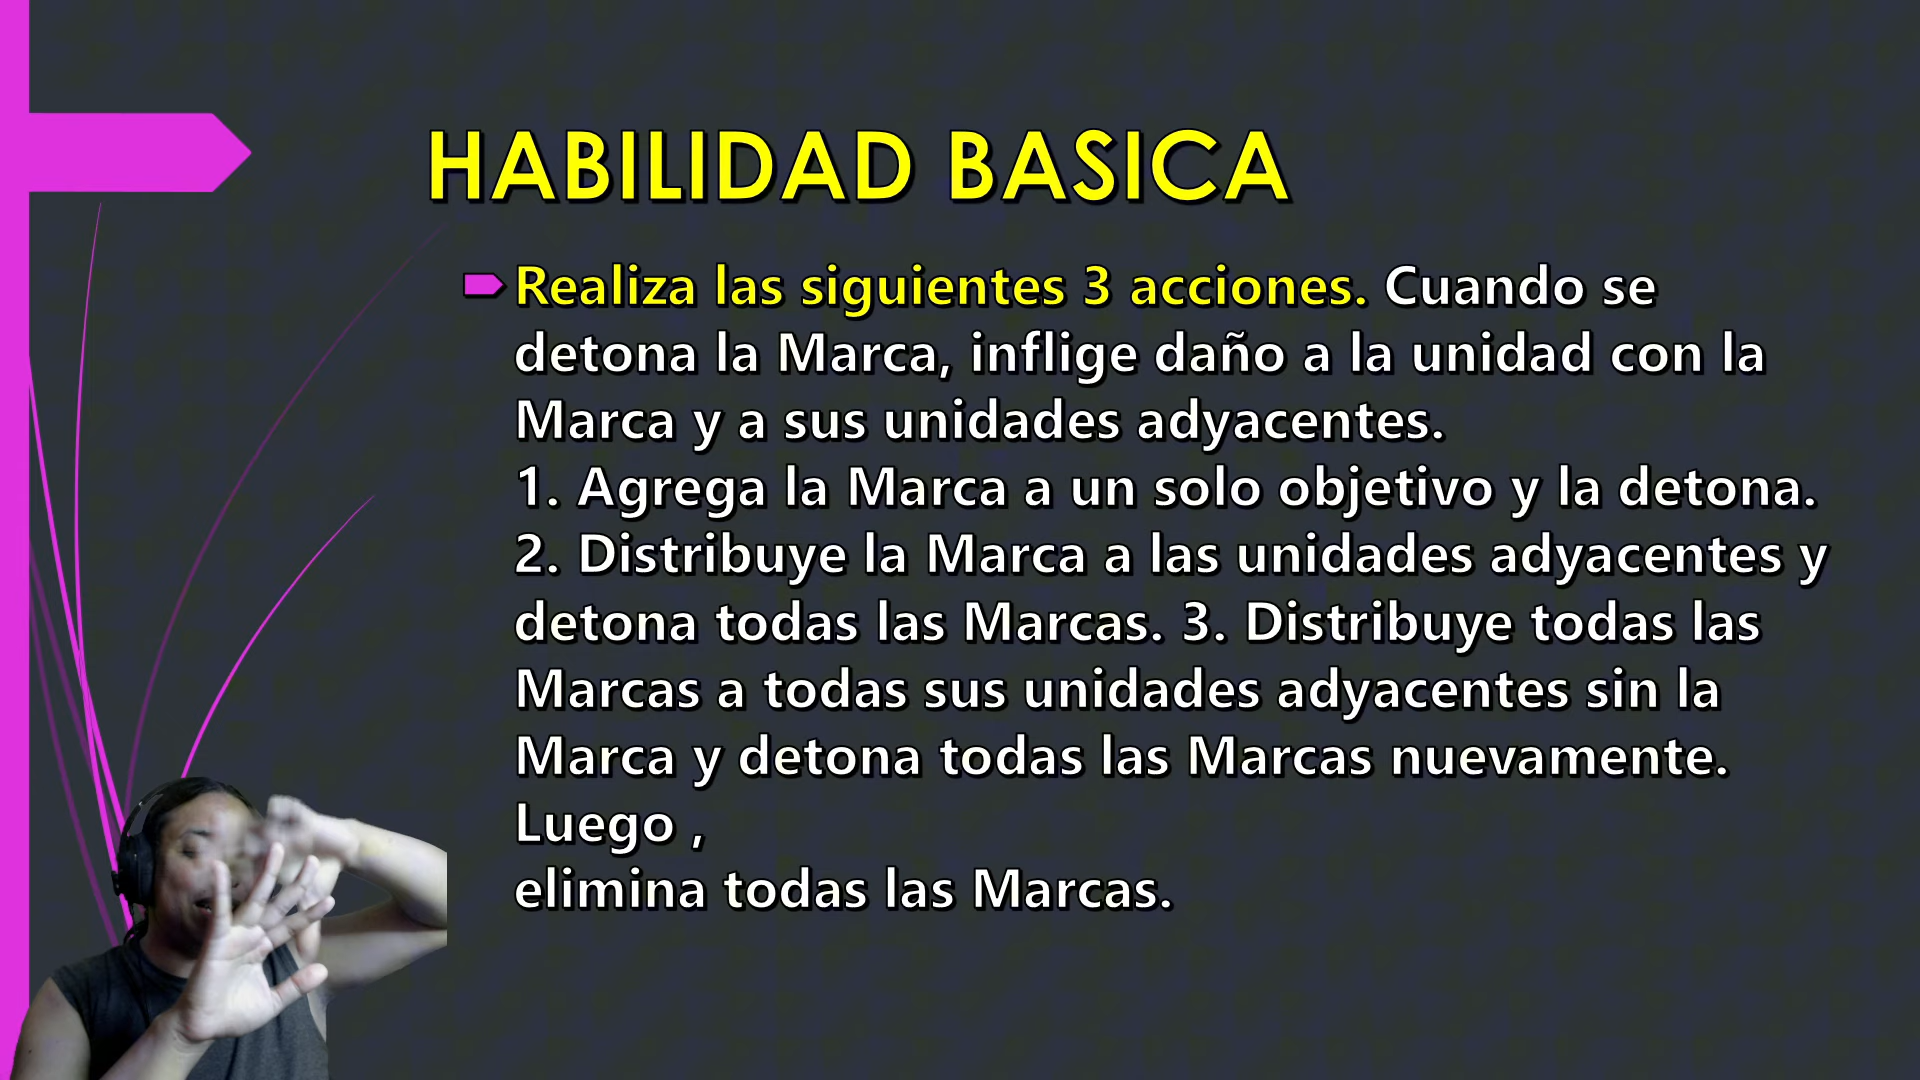 HABILIDAD BASICA
Realiza las siguientes 3 acciones. Cuando se
detona la Marca, inflige daño a la unidad con la
Marca y a sus unidades adyacentes.
1. Agrega la Marca a un solo objetivo y la detona.
2. Distribuye la Marca a las unidades adyacentes y
detona todas las Marcas. 3. Distribuye todas las
Marcas a todas sus unidades adyacentes sin la
Marca y detona todas las Marcas nuevamente.
Luego ,
elimina todas las Marcas.